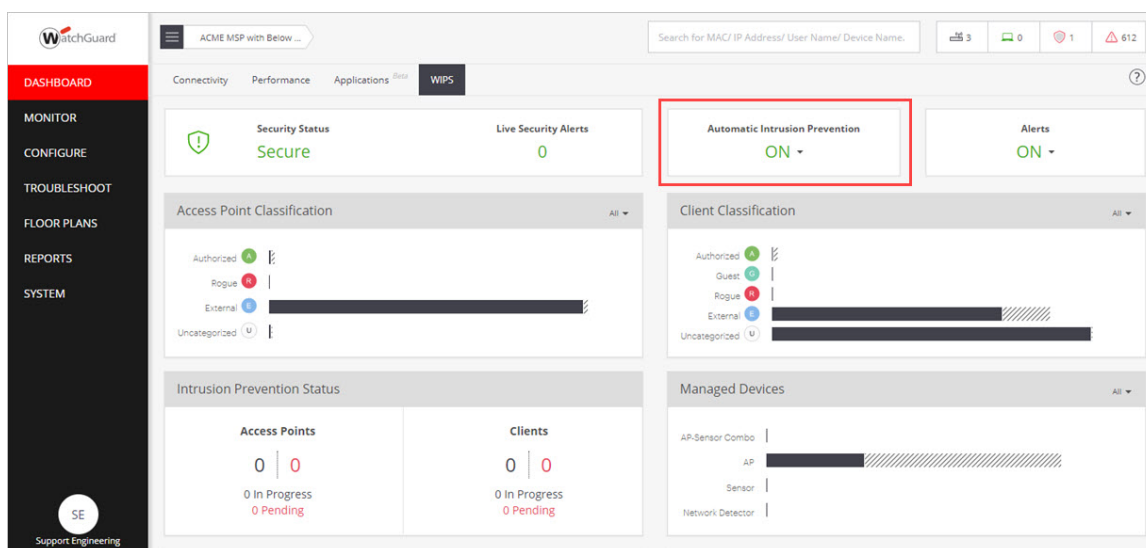 WatchGuard
ACME MSP with Below ...
Search for MAC/ IP Address/ User Name/ Device Name.
3
0
1
612
DASHBOARD
MONITOR
CONFIGURE
TROUBLESHOOT
FLOOR PLANS
REPORTS
SYSTEM
SE
Support Engineering
Connectivity Performance Applications Beta WIPS
?
Security Status
Secure
Live Security Alerts
0
Automatic Intrusion Prevention
ON
Alerts
ON
Access Point Classification
All
Authorized A
Rogue R
External E
Uncategorized U
Client Classification
All
Authorized A
Guest G
Rogue R
External E
Uncategorized U
Intrusion Prevention Status
Access Points
0 0
0 In Progress
0 Pending
Clients
0 0
0 In Progress
0 Pending
Managed Devices
All
AP-Sensor Combo
AP
Sensor
Network Detector